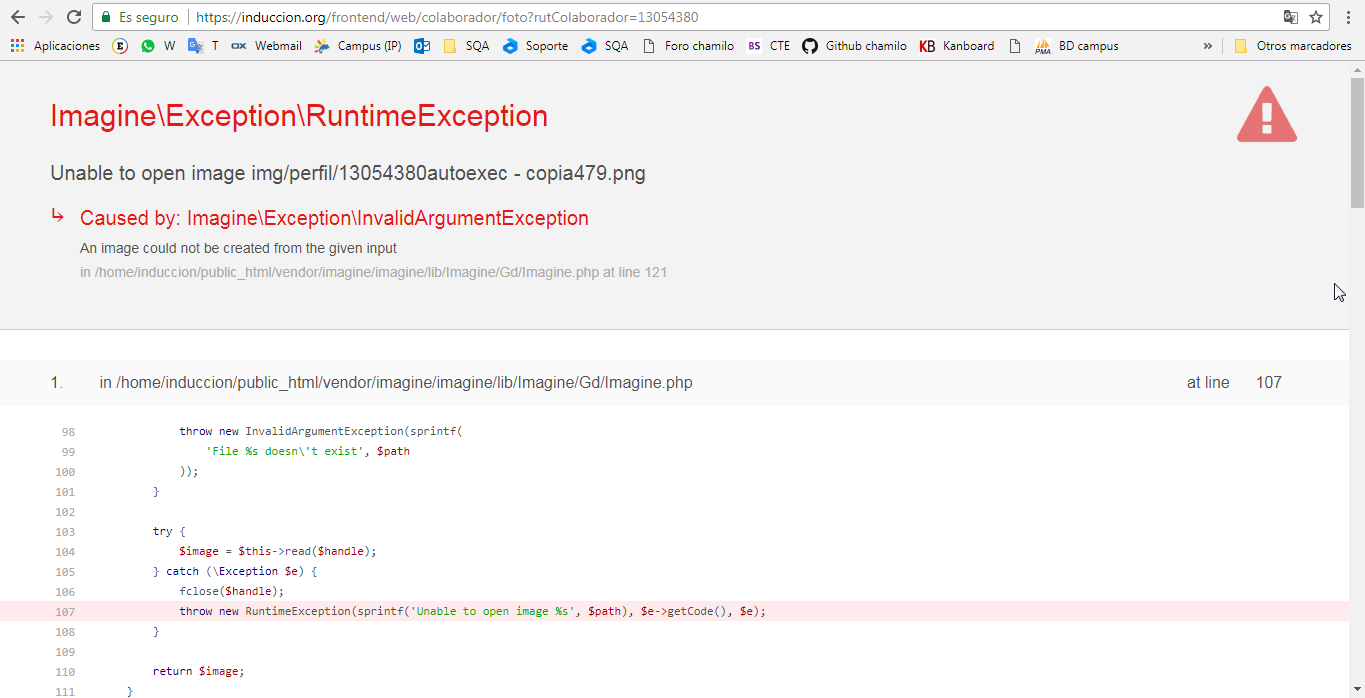 Es seguro https://induccion.org/frontend/web/colaborador/foto?rutColaborador=13054380
Aplicaciones W T Webmail Campus (IP) SQA Soporte SQA Foro chamilo BS CTE Github chamilo KB Kanboard PMA BD campus » Otros marcadores
Imagine\Exception\RuntimeException
Unable to open image img/perfil/13054380autoexec - copia479.png
Caused by: Imagine\Exception\InvalidArgumentException
An image could not be created from the given input
in /home/induccion/public_html/vendor/imagine/imagine/lib/Imagine/Gd/Imagine.php at line 121
1. in /home/induccion/public_html/vendor/imagine/imagine/lib/Imagine/Gd/Imagine.php at line 107
98 throw new InvalidArgumentException(sprintf(
99 'File %s doesn\'t exist', $path
100 ));
101 }
102
103 try {
104 $image = $this->read($handle);
105 } catch (\Exception $e) {
106 fclose($handle);
107 throw new RuntimeException(sprintf('Unable to open image %s', $path), $e->getCode(), $e);
108 }
109
110 return $image;
111 }